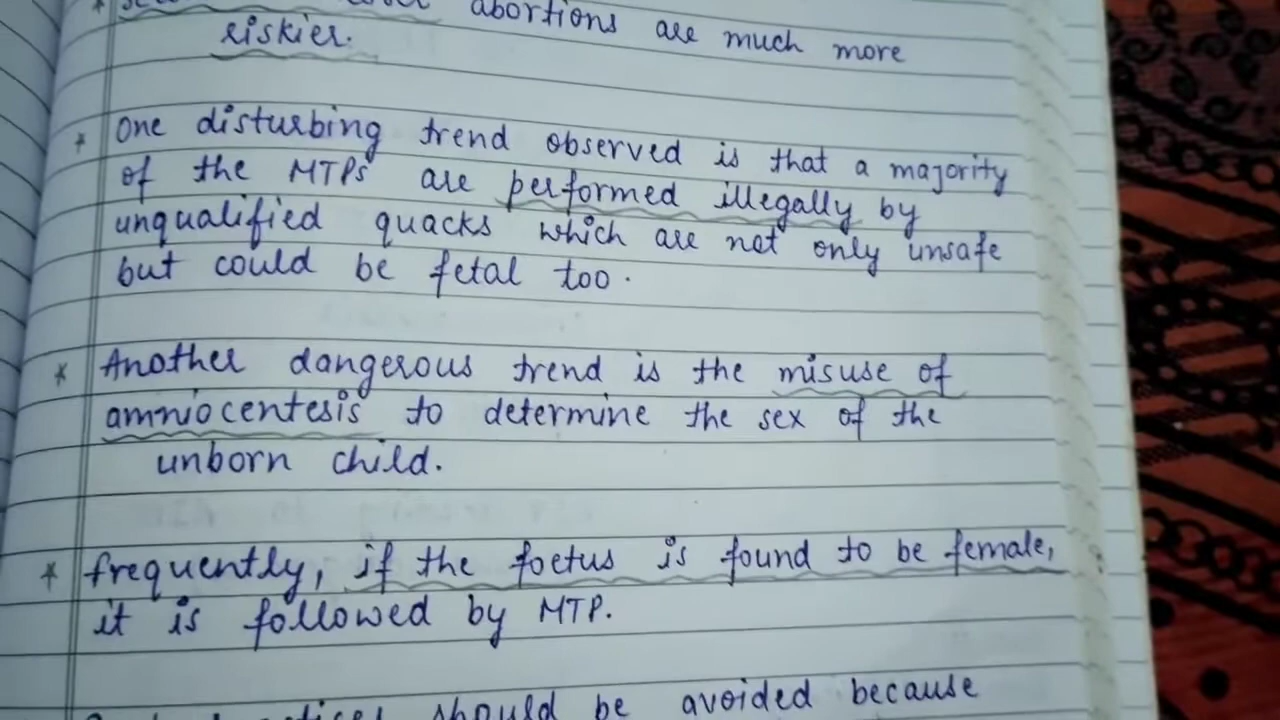 abortions are much more
riskier.
* One disturbing trend observed is that a majority
of the MTPs are performed illegally by
unqualified quacks which are not only unsafe
but could be fetal too.
* Another dangerous trend is the misuse of
amniocentesis to determine the sex of the
unborn child.
* frequently, if the foetus is found to be female,
it is followed by MTP.
should be avoided because